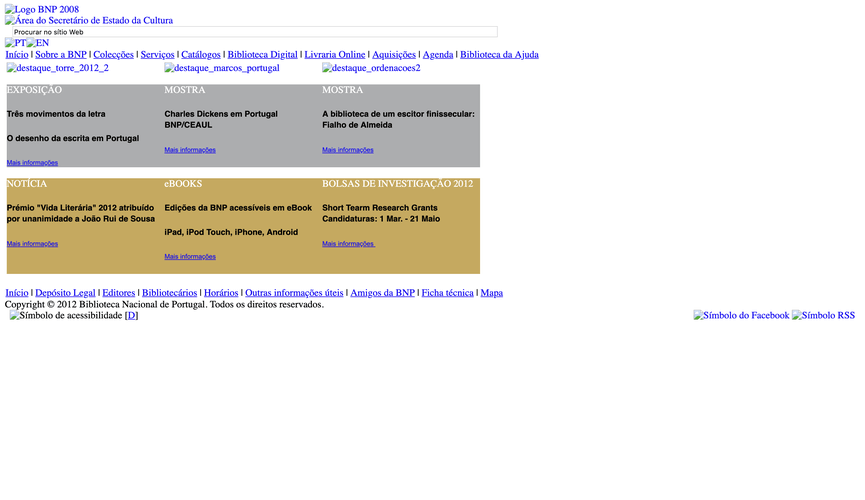 Logo BNP 2008
Área do Secretário de Estado da Cultura
Procurar no sítio Web
PT EN
Início | Sobre a BNP | Colecções | Serviços | Catálogos | Biblioteca Digital | Livraria Online | Aquisições | Agenda | Biblioteca da Ajuda
destaque_torre_2012_2 destaque_marcos_portugal destaque_ordenacoes2
EXPOSIÇÃO
Três movimentos da letra
O desenho da escrita em Portugal
Mais informações
MOSTRA
Charles Dickens em Portugal
BNP/CEAUL
Mais informações
MOSTRA
A biblioteca de um escitor finissecular:
Fialho de Almeida
Mais informações
NOTÍCIA
Prémio "Vida Literária" 2012 atribuído
por unanimidade a João Rui de Sousa
Mais informações
eBOOKS
Edições da BNP acessíveis em eBook
iPad, iPod Touch, iPhone, Android
Mais informações
BOLSAS DE INVESTIGAÇÃO 2012
Short Tearm Research Grants
Candidaturas: 1 Mar. - 21 Maio
Mais informações
Início | Depósito Legal | Editores | Bibliotecários | Horários | Outras informações úteis | Amigos da BNP | Ficha técnica | Mapa
Copyright © 2012 Biblioteca Nacional de Portugal. Todos os direitos reservados.
Símbolo de acessibilidade [D] Símbolo do Facebook Símbolo RSS